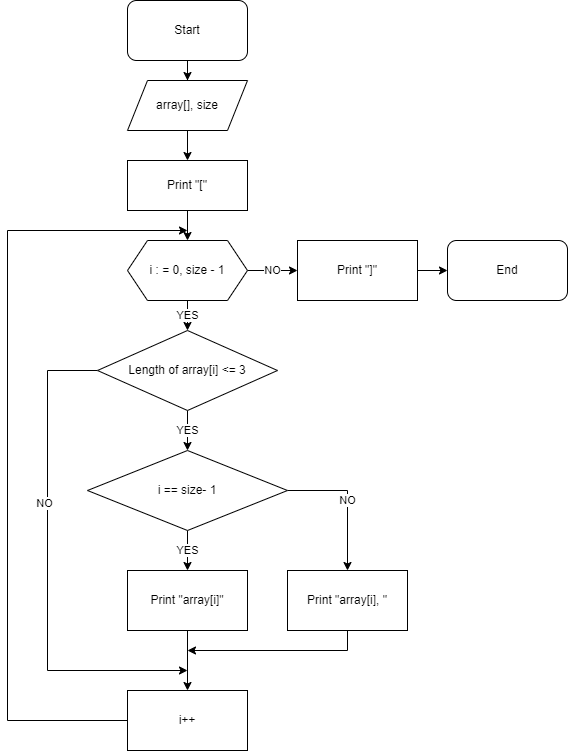 Start
array[], size
Print "["
i : = 0, size - 1
NO
Print "]"
End
YES
Length of array[i] <= 3
YES
i == size- 1
NO
NO
YES
Print "array[i]"
Print "array[i], "
i++